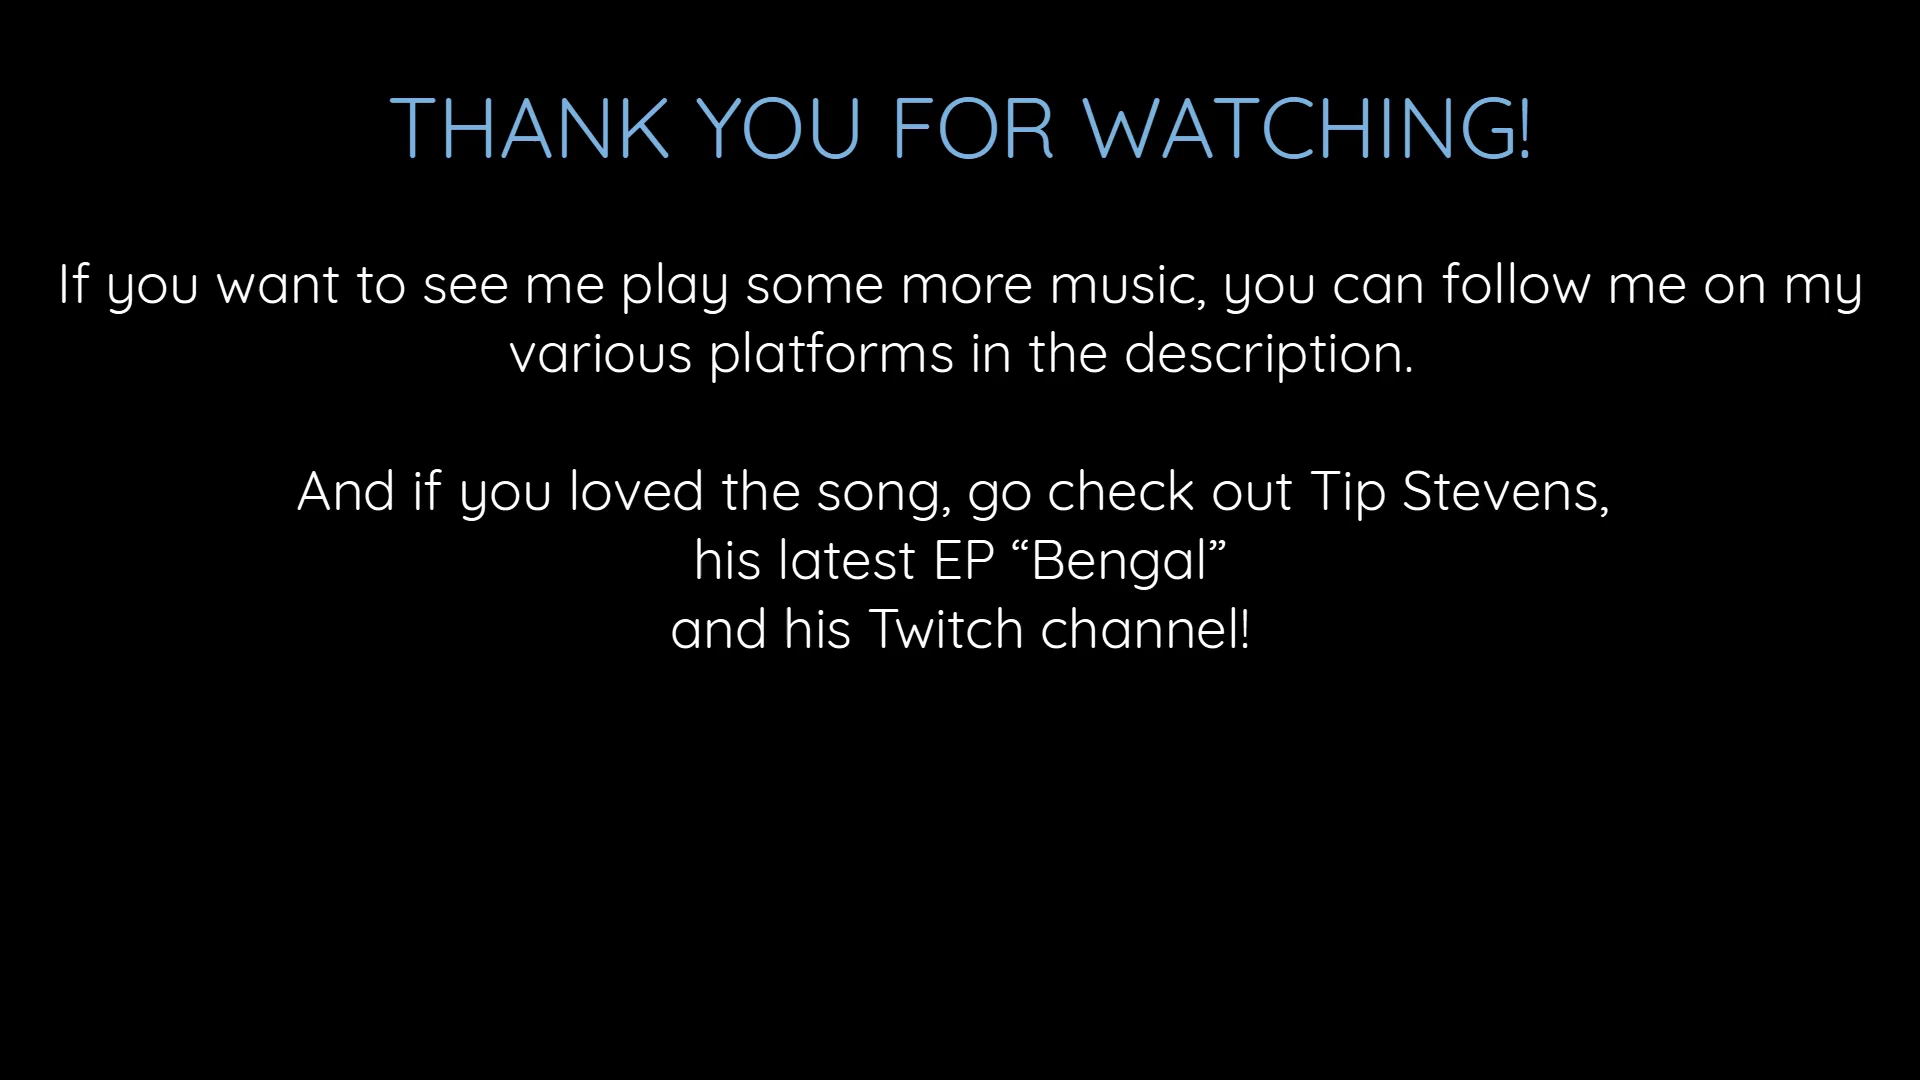 THANK YOU FOR WATCHING!
If you want to see me play some more music, you can follow me on my
various platforms in the description.
And if you loved the song, go check out Tip Stevens,
his latest EP “Bengal”
and his Twitch channel!